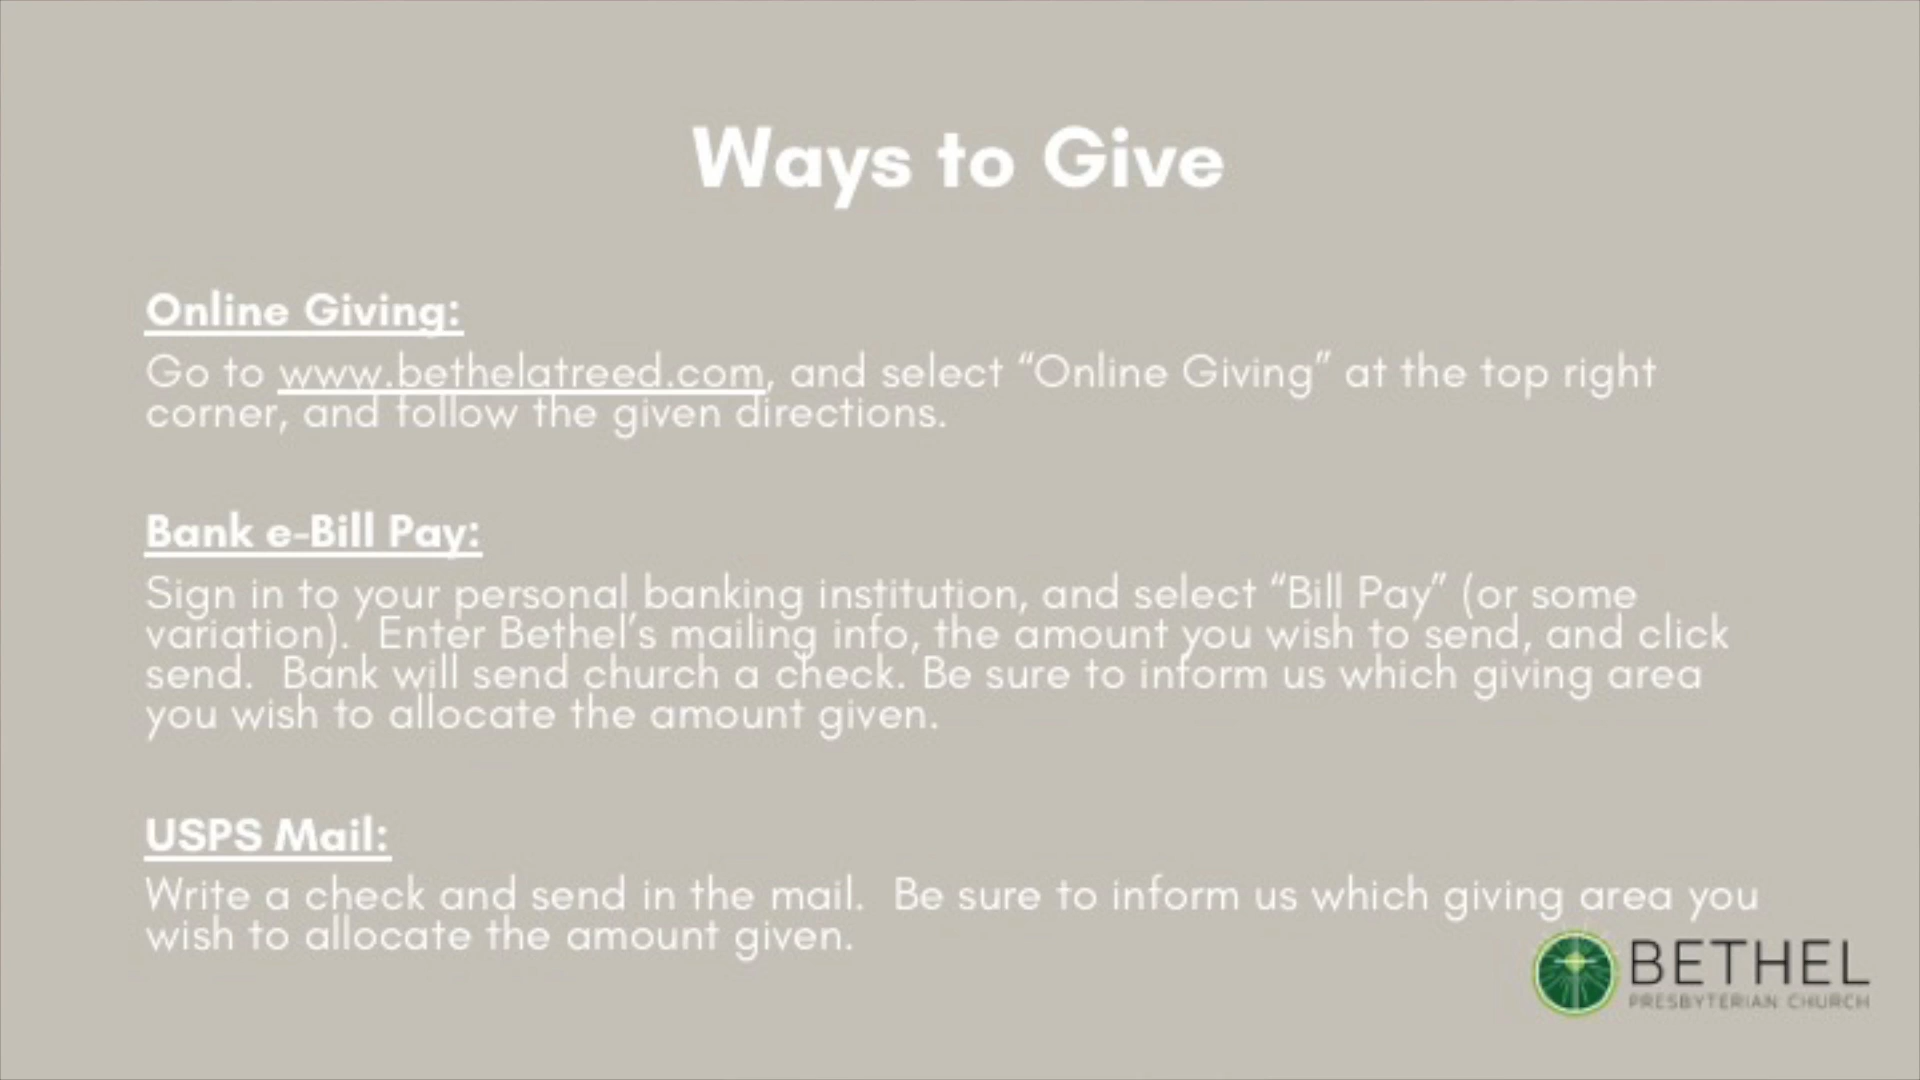 Ways to Give
Online Giving:
Go to www.bethelatreed.com, and select “Online Giving” at the top right
corner, and follow the given directions.
Bank e-Bill Pay:
Sign in to your personal banking institution, and select “Bill Pay” (or some
variation).  Enter Bethel’s mailing info, the amount you wish to send, and click
send.  Bank will send church a check. Be sure to inform us which giving area
you wish to allocate the amount given.
USPS Mail:
Write a check and send in the mail.  Be sure to inform us which giving area you
wish to allocate the amount given.
BETHEL
PRESBYTERIAN CHURCH